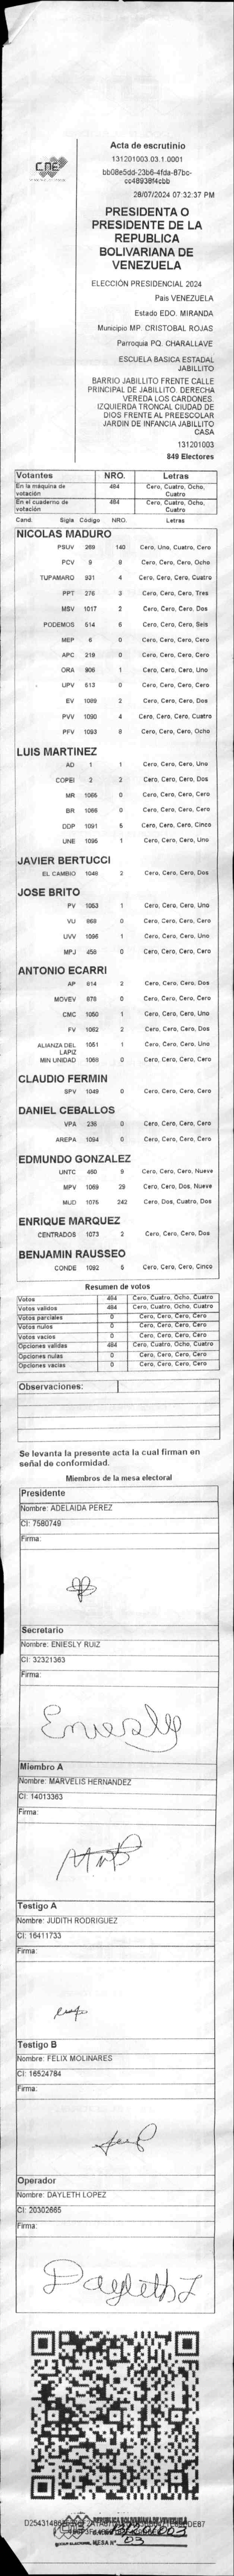 CNE
Acta de escrutinio
131201003.03.1.0001
bb08e5dd-23b6-4fda-87bc-
cc48938f4cbb
28/07/2024 07:32:37 PM
PRESIDENTA O
PRESIDENTE DE LA
REPUBLICA
BOLIVARIANA DE
VENEZUELA
ELECCIÓN PRESIDENCIAL 2024
Pais VENEZUELA
Estado EDO. MIRANDA
Municipio MP. CRISTOBAL ROJAS
Parroquia PQ. CHARALLAVE
ESCUELA BASICA ESTADAL
JABILLITO
BARRIO JABILLITO FRENTE CALLE
PRINCIPAL DE JABILLITO. DERECHA
VEREDA LOS CARDONES.
IZQUIERDA TRONCAL CIUDAD DE
DIOS FRENTE AL PREESCOLAR
JARDIN DE INFANCIA JABILLITO
CASA
131201003
849 Electores
Votantes NRO. Letras
En la máquina de votación 484 Cero, Cuatro, Ocho, Cuatro
En el cuaderno de votación 484 Cero, Cuatro, Ocho, Cuatro
Cand. Sigla Código NRO. Letras
NICOLAS MADURO
PSUV 269 140 Cero, Uno, Cuatro, Cero
PCV 9 8 Cero, Cero, Cero, Ocho
TUPAMARO 931 4 Cero, Cero, Cero, Cuatro
PPT 276 3 Cero, Cero, Cero, Tres
MSV 1017 2 Cero, Cero, Cero, Dos
PODEMOS 514 6 Cero, Cero, Cero, Seis
MEP 6 0 Cero, Cero, Cero, Cero
APC 219 0 Cero, Cero, Cero, Cero
ORA 906 1 Cero, Cero, Cero, Uno
UPV 513 0 Cero, Cero, Cero, Cero
EV 1089 2 Cero, Cero, Cero, Dos
PVV 1090 4 Cero, Cero, Cero, Cuatro
PFV 1093 8 Cero, Cero, Cero, Ocho
LUIS MARTINEZ
AD 1 1 Cero, Cero, Cero, Uno
COPEI 2 2 Cero, Cero, Cero, Dos
MR 1065 0 Cero, Cero, Cero, Cero
BR 1066 0 Cero, Cero, Cero, Cero
DDP 1091 5 Cero, Cero, Cero, Cinco
UNE 1095 1 Cero, Cero, Cero, Uno
JAVIER BERTUCCI
EL CAMBIO 1048 2 Cero, Cero, Cero, Dos
JOSE BRITO
PV 1053 1 Cero, Cero, Cero, Uno
VU 868 0 Cero, Cero, Cero, Cero
UVV 1096 1 Cero, Cero, Cero, Uno
MPJ 458 0 Cero, Cero, Cero, Cero
ANTONIO ECARRI
AP 614 2 Cero, Cero, Cero, Dos
MOVEV 878 0 Cero, Cero, Cero, Cero
CMC 1050 1 Cero, Cero, Cero, Uno
FV 1062 2 Cero, Cero, Cero, Dos
ALIANZA DEL LAPIZ 1051 1 Cero, Cero, Cero, Uno
MIN UNIDAD 1068 0 Cero, Cero, Cero, Cero
CLAUDIO FERMIN
SPV 1049 0 Cero, Cero, Cero, Cero
DANIEL CEBALLOS
VPA 235 0 Cero, Cero, Cero, Cero
AREPA 1094 0 Cero, Cero, Cero, Cero
EDMUNDO GONZALEZ
UNTC 460 9 Cero, Cero, Cero, Nueve
MPV 1069 29 Cero, Cero, Dos, Nueve
MUD 1075 242 Cero, Dos, Cuatro, Dos
ENRIQUE MARQUEZ
CENTRADOS 1073 2 Cero, Cero, Cero, Dos
BENJAMIN RAUSSEO
CONDE 1092 5 Cero, Cero, Cero, Cinco
Resumen de votos
Votos 484 Cero, Cuatro, Ocho, Cuatro
Votos validos 484 Cero, Cuatro, Ocho, Cuatro
Votos parciales 0 Cero, Cero, Cero, Cero
Votos nulos 0 Cero, Cero, Cero, Cero
Votos vacios 0 Cero, Cero, Cero, Cero
Opciones validas 484 Cero, Cuatro, Ocho, Cuatro
Opciones nulas 0 Cero, Cero, Cero, Cero
Opciones vacias 0 Cero, Cero, Cero, Cero
Observaciones:
Se levanta la presente acta la cual firman en
señal de conformidad.
Miembros de la mesa electoral
Presidente
Nombre: ADELAIDA PEREZ
CI: 7580749
Firma:
Secretario
Nombre: ENIESLY RUIZ
CI: 32321363
Firma:
Eniesly
Miembro A
Nombre: MARVELIS HERNANDEZ
CI: 14013363
Firma:
Testigo A
Nombre: JUDITH RODRIGUEZ
CI: 16411733
Firma:
Testigo B
Nombre: FELIX MOLINARES
CI: 16524784
Firma:
Operador
Nombre: DAYLETH LOPEZ
CI: 20302665
Firma:
Dayleth L
MESA Nº 03